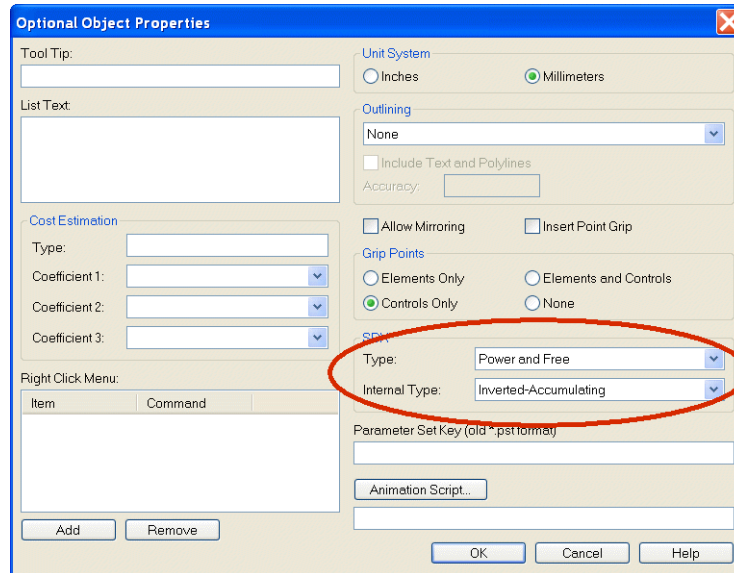 Optional Object Properties
Tool Tip:
List Text:
Cost Estimation
Type:
Coefficient 1:
Coefficient 2:
Coefficient 3:
Right Click Menu:
Item Command
Add Remove
Unit System
Inches Millimeters
Outlining
None
Include Text and Polylines
Accuracy:
Allow Mirroring Insert Point Grip
Grip Points
Elements Only Elements and Controls
Controls Only None
Type: Power and Free
Internal Type: Inverted-Accumulating
Parameter Set Key (old *.pst format)
Animation Script...
OK Cancel Help